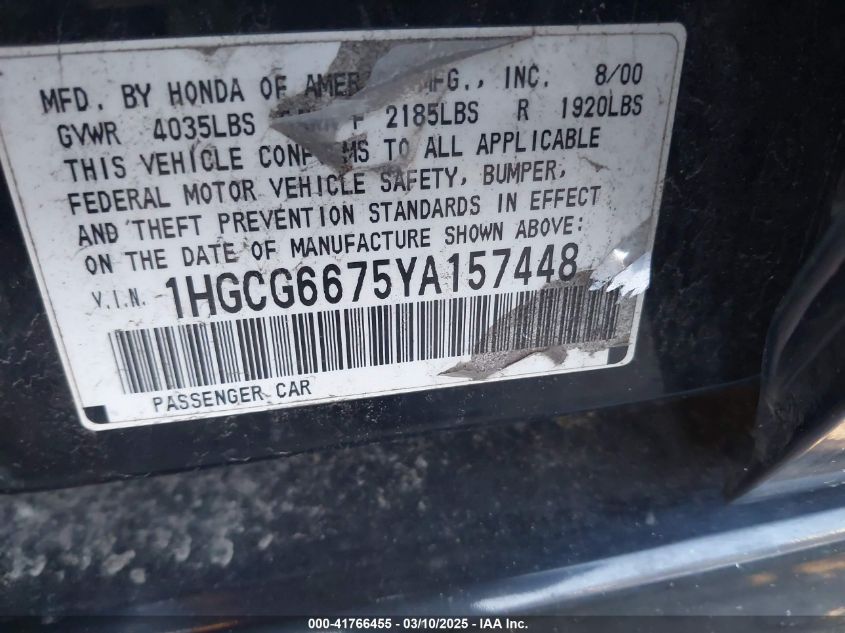 MFD. BY HONDA OF AMER MFG., INC. 8/00
GVWR 4035LBS F 2185LBS R 1920LBS
THIS VEHICLE CONF MS TO ALL APPLICABLE
FEDERAL MOTOR VEHICLE SAFETY, BUMPER,
AND THEFT PREVENTION STANDARDS IN EFFECT
ON THE DATE OF MANUFACTURE SHOWN ABOVE:
V.I.N. 1HGCG6675YA157448
PASSENGER CAR
000-41766455 - 03/10/2025 - IAA Inc.